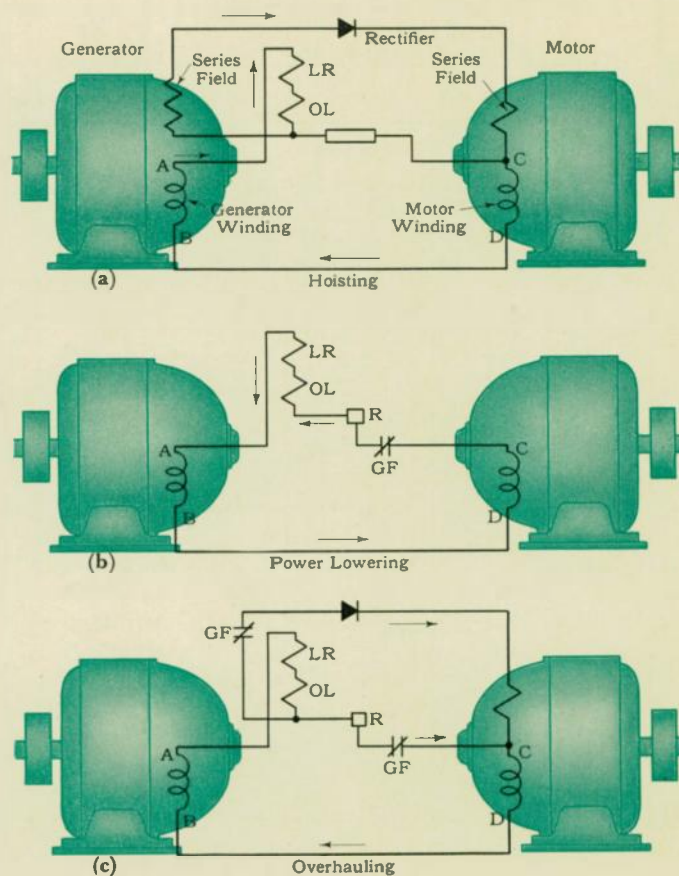 Generator
Rectifier
Motor
Series
Field
LR
Series
Field
OL
A
C
Generator
Winding
Motor
Winding
B
D
(a)
Hoisting
LR
OL
R
A
GF
C
B
D
(b)
Power Lowering
GF
LR
OL
R
A
GF
C
B
D
(c)
Overhauling